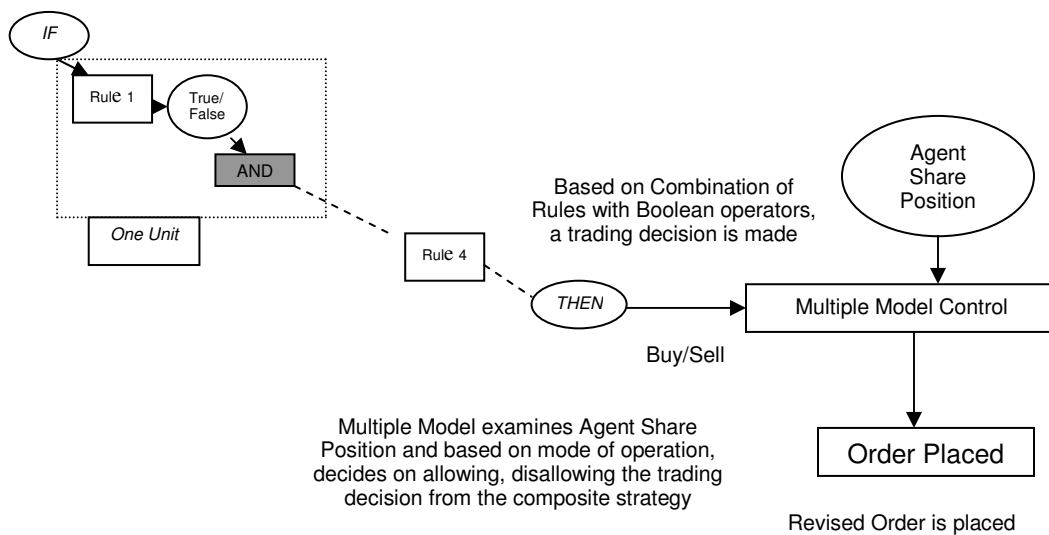 IF
Rule 1
True/
False
AND
One Unit
Rule 4
Based on Combination of
Rules with Boolean operators,
a trading decision is made
THEN
Buy/Sell
Agent
Share
Position
Multiple Model Control
Multiple Model examines Agent Share
Position and based on mode of operation,
decides on allowing, disallowing the trading
decision from the composite strategy
Order Placed
Revised Order is placed